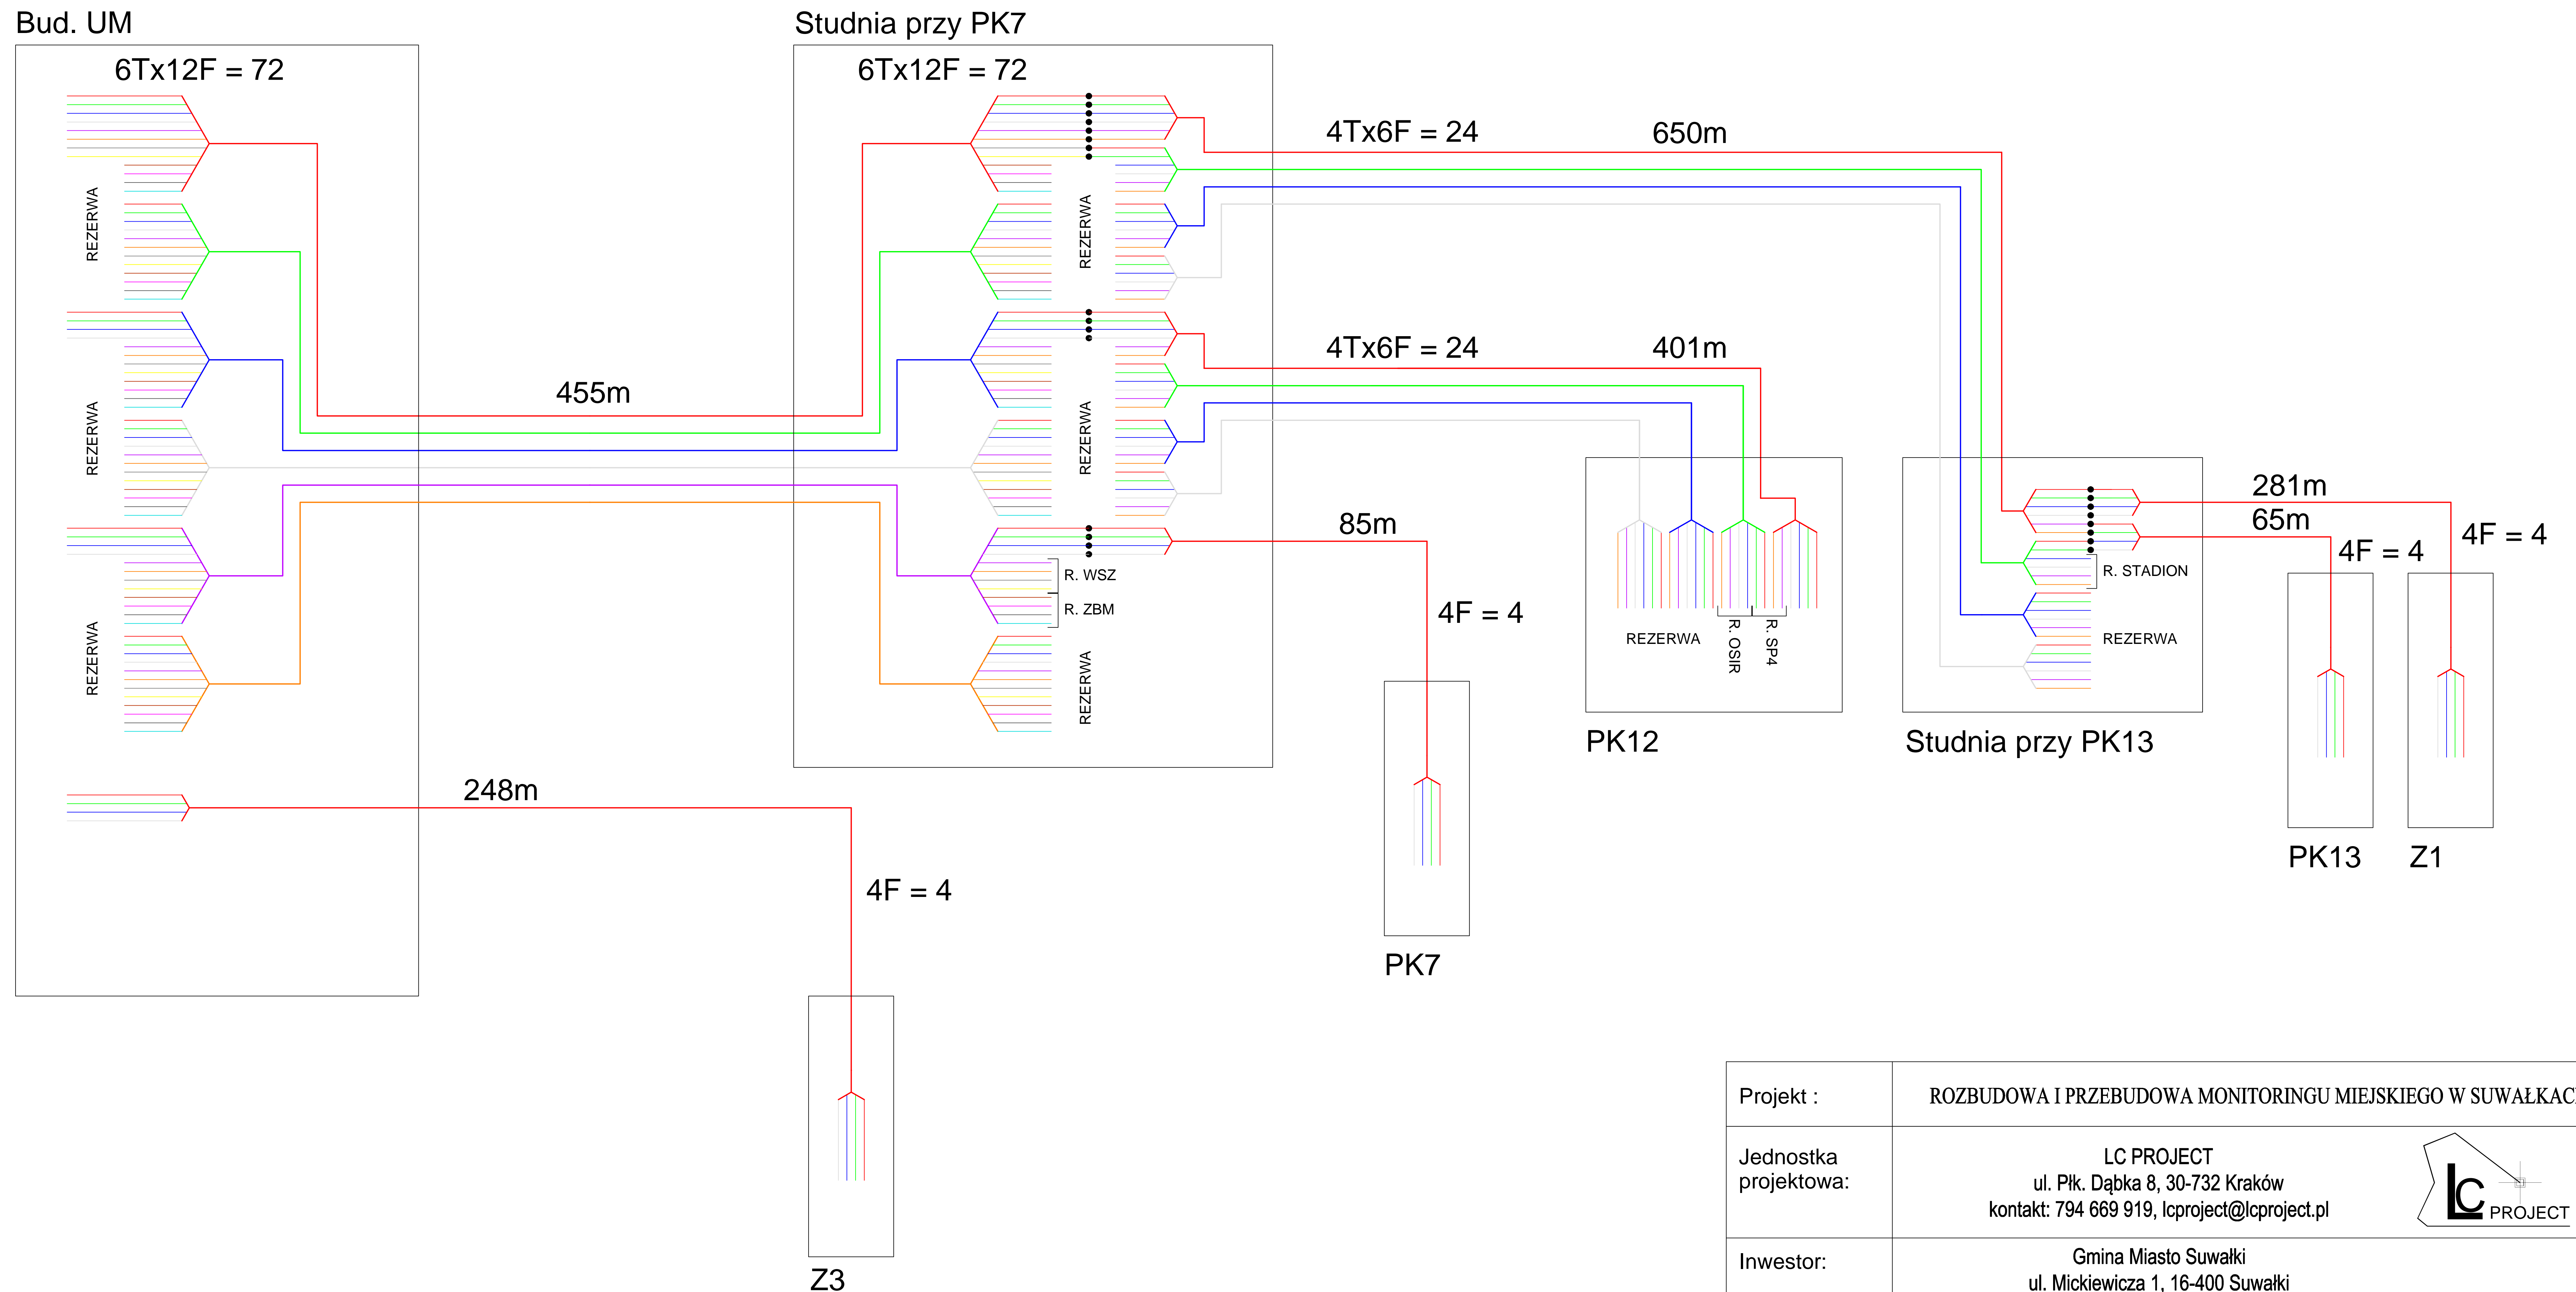 Bud. UM
6Tx12F = 72
REZERWA
REZERWA
REZERWA
455m
248m
4F = 4
Z3
Studnia przy PK7
6Tx12F = 72
REZERWA
REZERWA
R. WSZ
R. ZBM
REZERWA
4Tx6F = 24
650m
4Tx6F = 24
401m
85m
4F = 4
PK7
REZERWA
R. OSIR
R. SP4
PK12
R. STADION
REZERWA
Studnia przy PK13
281m
65m
4F = 4
4F = 4
PK13
Z1
Projekt :
ROZBUDOWA I PRZEBUDOWA MONITORINGU MIEJSKIEGO W SUWAŁKAC
Jednostka
projektowa:
LC PROJECT
ul. Płk. Dąbka 8, 30-732 Kraków
kontakt: 794 669 919, lcproject@lcproject.pl
LC PROJECT
Inwestor:
Gmina Miasto Suwałki
ul. Mickiewicza 1, 16-400 Suwałki